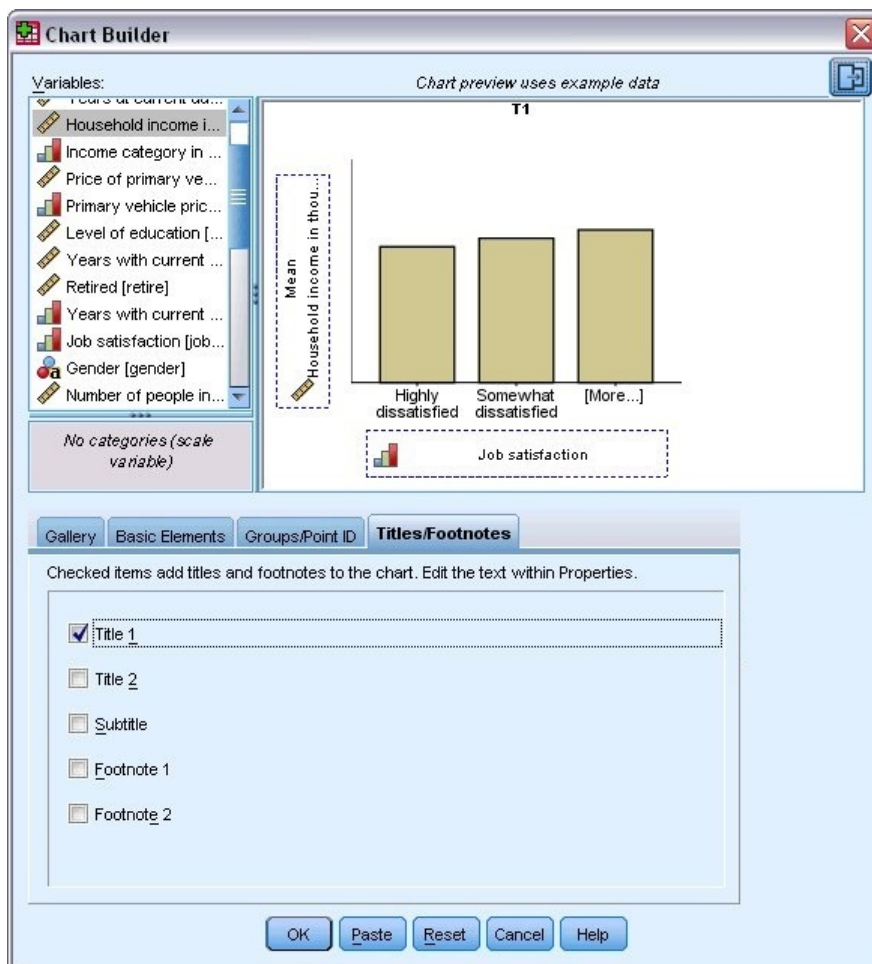 Chart Builder
Variables:
Chart preview uses example data
Years at current ad...
Household income i...
Income category in ...
Price of primary ve...
Primary vehicle pric...
Level of education [...
Years with current ...
Retired [retire]
Years with current ...
Job satisfaction [job...
Gender [gender]
Number of people in...
No categories (scale
variable)
T1
Mean
Household income in thou...
Highly
dissatisfied
Somewhat
dissatisfied
[More...]
Job satisfaction
Gallery
Basic Elements
Groups/Point ID
Titles/Footnotes
Checked items add titles and footnotes to the chart. Edit the text within Properties.
Title 1
Title 2
Subtitle
Footnote 1
Footnote 2
OK
Paste
Reset
Cancel
Help